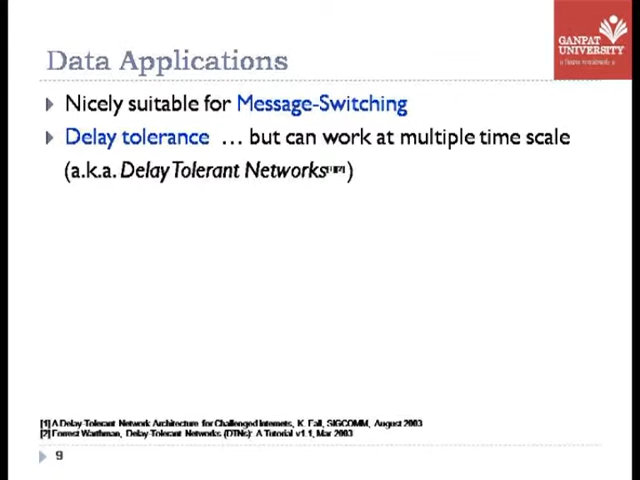 GANPAT
UNIVERSITY
Data Applications
Nicely suitable for Message-Switching
Delay tolerance … but can work at multiple time scale
(a.k.a. Delay Tolerant Networks[1][2])
[1] A Delay-Tolerant Network Architecture for Challenged Internets, K. Fall, SIGCOMM, August 2003
[2] Forrest Warthman, Delay-Tolerant Networks (DTNs): A Tutorial v1.1, Mar 2003
9